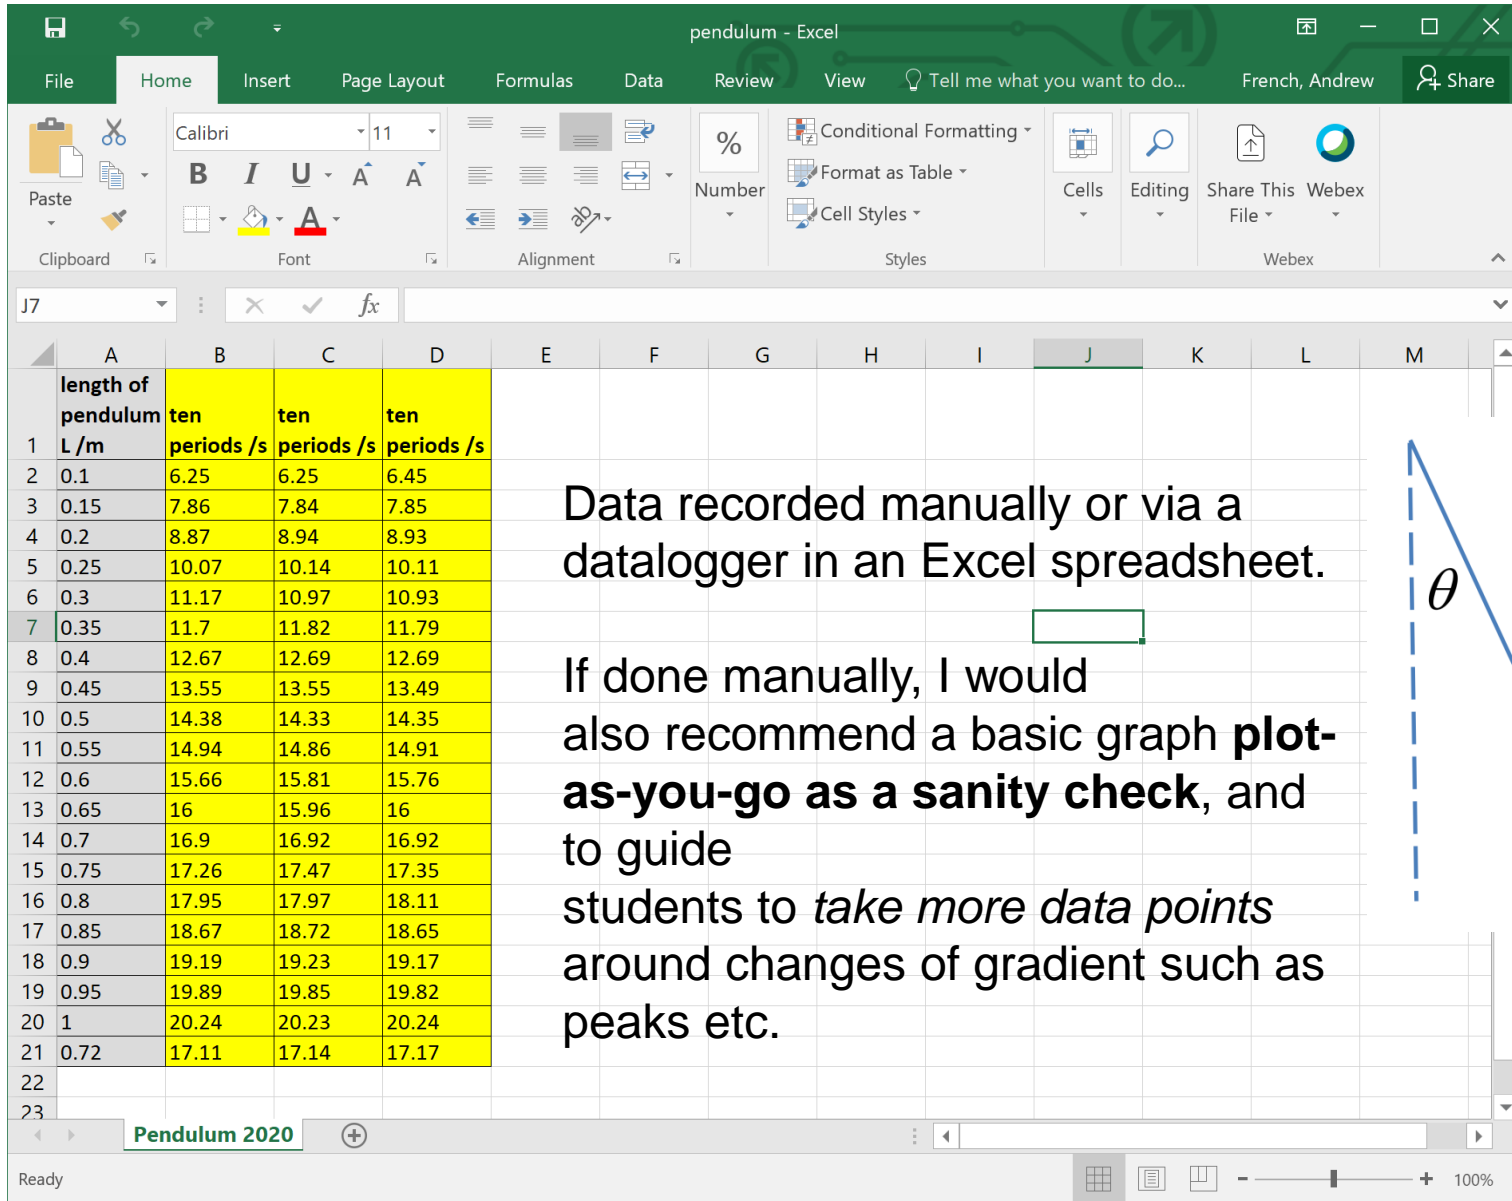 pendulum - Excel
File Home Insert Page Layout Formulas Data Review View Tell me what you want to do... French, Andrew Share
Calibri 11
B I U A A
Paste
% Number
Conditional Formatting
Format as Table
Cell Styles
Cells Editing Share This File Webex
Clipboard Font Alignment Styles Webex
J7 fx
A B C D E F G H I J K L M
length of
pendulum ten ten ten
1 L /m periods /s periods /s periods /s
2 0.1 6.25 6.25 6.45
3 0.15 7.86 7.84 7.85
4 0.2 8.87 8.94 8.93
5 0.25 10.07 10.14 10.11
6 0.3 11.17 10.97 10.93
7 0.35 11.7 11.82 11.79
8 0.4 12.67 12.69 12.69
9 0.45 13.55 13.55 13.49
10 0.5 14.38 14.33 14.35
11 0.55 14.94 14.86 14.91
12 0.6 15.66 15.81 15.76
13 0.65 16 15.96 16
14 0.7 16.9 16.92 16.92
15 0.75 17.26 17.47 17.35
16 0.8 17.95 17.97 18.11
17 0.85 18.67 18.72 18.65
18 0.9 19.19 19.23 19.17
19 0.95 19.89 19.85 19.82
20 1 20.24 20.23 20.24
21 0.72 17.11 17.14 17.17
22
23
Data recorded manually or via a
datalogger in an Excel spreadsheet.
If done manually, I would
also recommend a basic graph plot-
as-you-go as a sanity check, and
to guide
students to take more data points
around changes of gradient such as
peaks etc.
θ
Pendulum 2020
Ready 100%